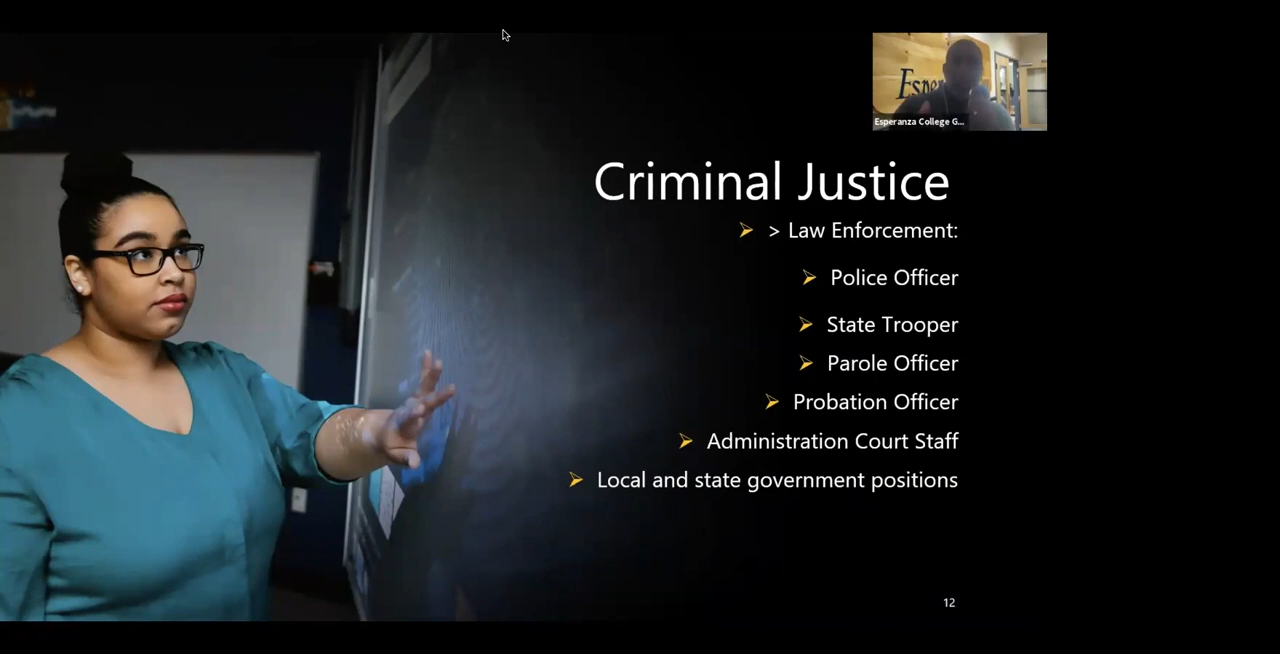 Espe
Esperanza College G...
Criminal Justice
> Law Enforcement:
Police Officer
State Trooper
Parole Officer
Probation Officer
Administration Court Staff
Local and state government positions
12